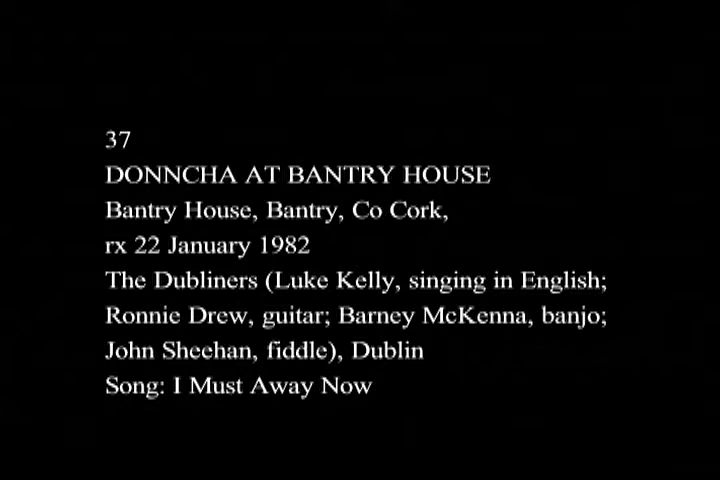 37
DONNCHA AT BANTRY HOUSE
Bantry House, Bantry, Co Cork,
rx 22 January 1982
The Dubliners (Luke Kelly, singing in English;
Ronnie Drew, guitar; Barney McKenna, banjo;
John Sheehan, fiddle), Dublin
Song: I Must Away Now